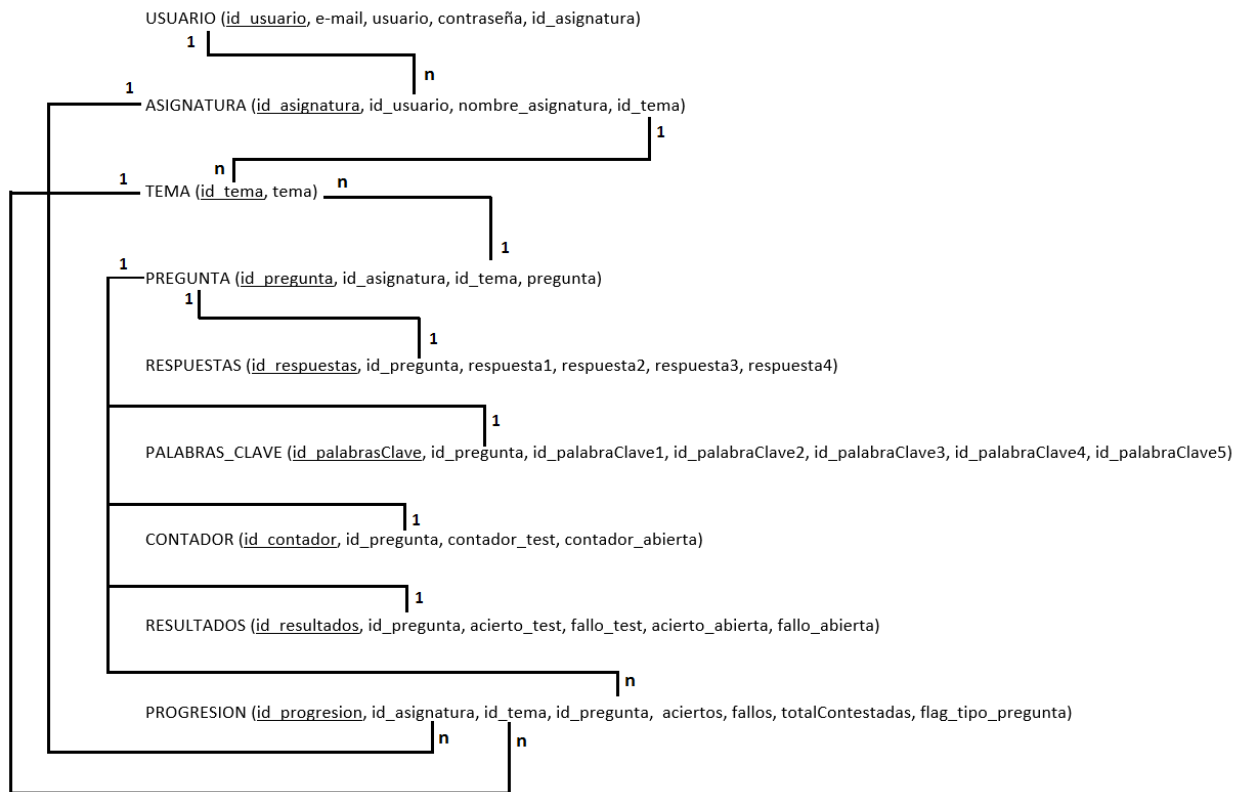 USUARIO (id_usuario, e-mail, usuario, contraseña, id_asignatura)
1
n
1
ASIGNATURA (id_asignatura, id_usuario, nombre_asignatura, id_tema)
1
n
1
TEMA (id_tema, tema)
n
1
1
PREGUNTA (id_pregunta, id_asignatura, id_tema, pregunta)
1
1
RESPUESTAS (id_respuestas, id_pregunta, respuesta1, respuesta2, respuesta3, respuesta4)
1
PALABRAS_CLAVE (id_palabrasClave, id_pregunta, id_palabraClave1, id_palabraClave2, id_palabraClave3, id_palabraClave4, id_palabraClave5)
1
CONTADOR (id_contador, id_pregunta, contador_test, contador_abierta)
1
RESULTADOS (id_resultados, id_pregunta, acierto_test, fallo_test, acierto_abierta, fallo_abierta)
n
PROGRESION (id_progresion, id_asignatura, id_tema, id_pregunta, aciertos, fallos, totalContestadas, flag_tipo_pregunta)
n
n